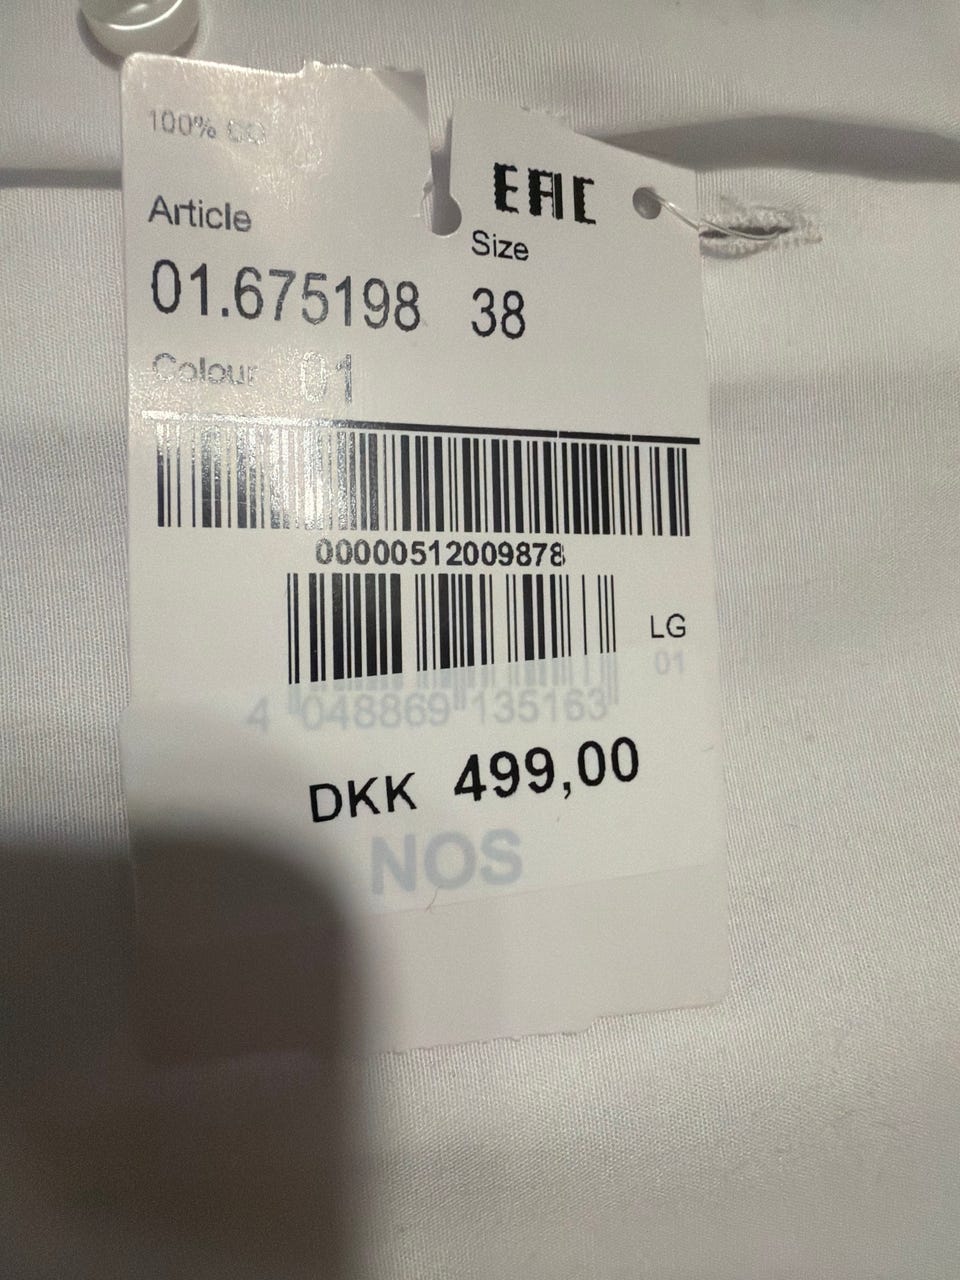 100% CO
EAC
Article
Size
01.675198 38
Colour 01
00000512009878
LG
01
4 048869 135163
DKK 499,00
NOS